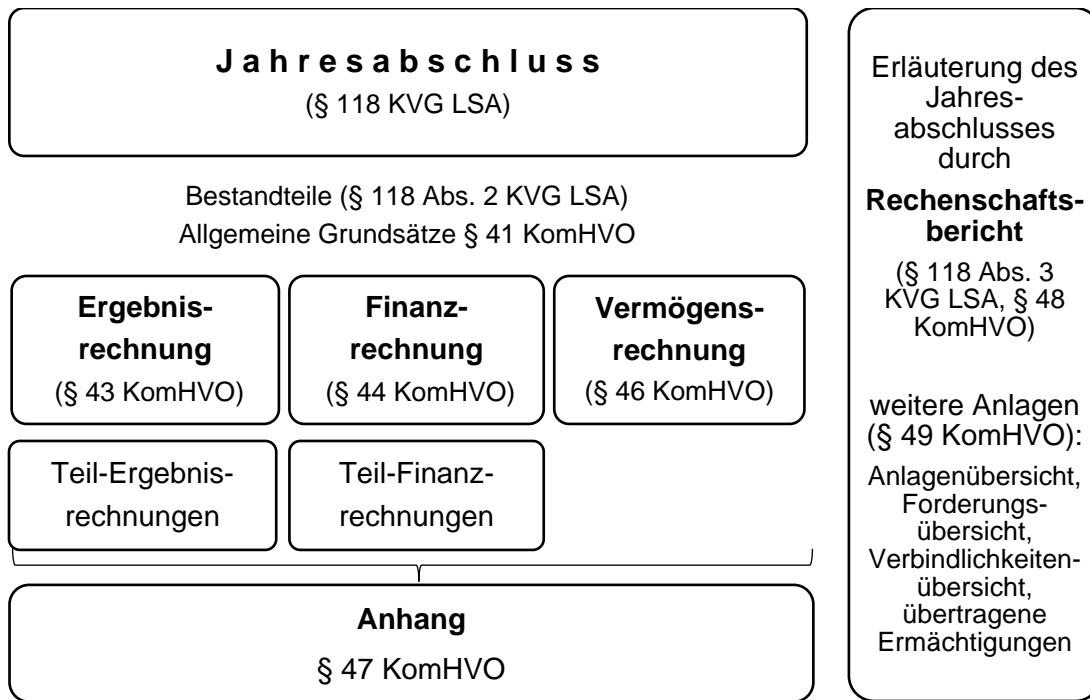 Jahresabschluss
(§ 118 KVG LSA)
Bestandteile (§ 118 Abs. 2 KVG LSA)
Allgemeine Grundsätze § 41 KomHVO
Ergebnis-
rechnung
(§ 43 KomHVO)
Finanz-
rechnung
(§ 44 KomHVO)
Vermögens-
rechnung
(§ 46 KomHVO)
Teil-Ergebnis-
rechnungen
Teil-Finanz-
rechnungen
Anhang
§ 47 KomHVO
Erläuterung des
Jahres-
abschlusses
durch
Rechenschafts-
bericht
(§ 118 Abs. 3
KVG LSA, § 48
KomHVO)
weitere Anlagen
(§ 49 KomHVO):
Anlagenübersicht,
Forderungs-
übersicht,
Verbindlichkeiten-
übersicht,
übertragene
Ermächtigungen